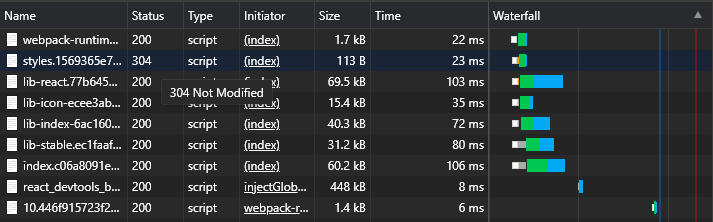 Name Status Type Initiator Size Time Waterfall
webpack-runtime... 200 script (index) 1.7 kB 22 ms
styles.1569365e7... 304 script (index) 113 B 23 ms
lib-react.77b645... 200 script (index) 69.5 kB 103 ms
304 Not Modified
lib-icon-ecee3ab... 200 script (index) 15.4 kB 35 ms
lib-index-6ac160... 200 script (index) 40.3 kB 72 ms
lib-stable.ec1faaf... 200 script (index) 31.2 kB 80 ms
index.c06a8091e... 200 script (index) 60.2 kB 106 ms
react_devtools_b... 200 script injectGlob... 448 kB 8 ms
10.446f915723f2... 200 script webpack-r... 1.4 kB 6 ms